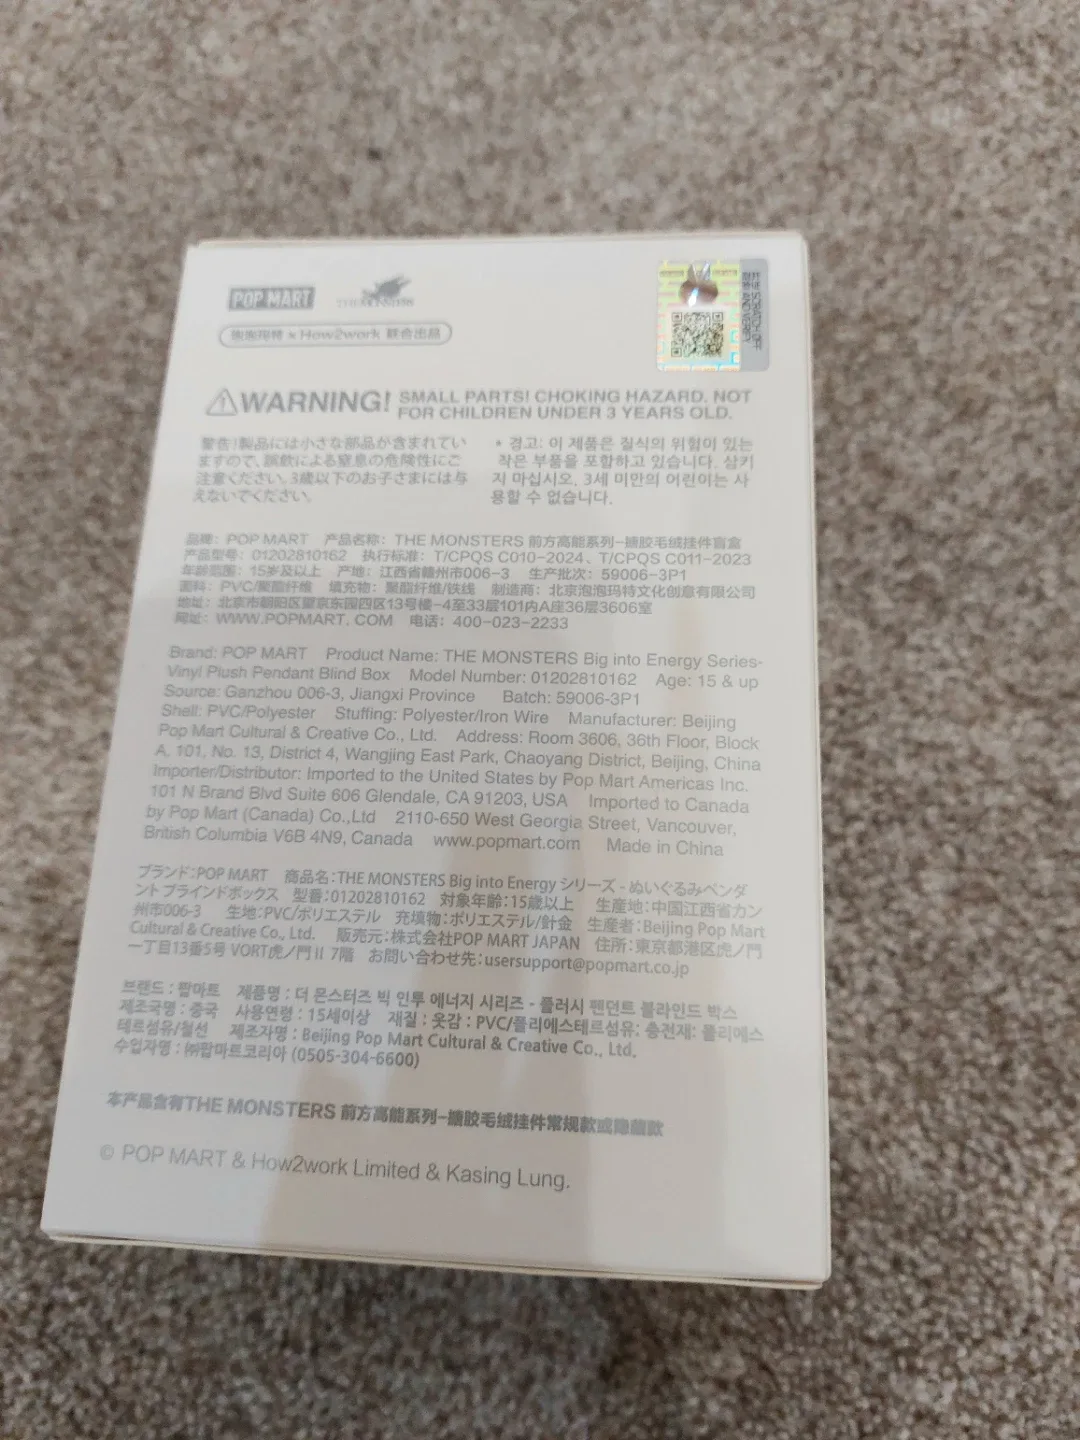 POP MART
THE MONSTERS
泡泡玛特 × How2work 联合出品
刮开涂层 查验真伪 SCRATCH OFF AND VERIFY
WARNING! SMALL PARTS! CHOKING HAZARD. NOT
FOR CHILDREN UNDER 3 YEARS OLD.
警告!製品には小さな部品が含まれてい
ますので、誤飲による窒息の危険性にご
注意ください。3歳以下のお子さまには与
えないでください。
* 경고: 이 제품은 질식의 위험이 있는
작은 부품을 포함하고 있습니다. 삼키
지 마십시오. 3세 미만의 어린이는 사
용할 수 없습니다.
品牌：POP MART 产品名称：THE MONSTERS 前方高能系列-搪胶毛绒挂件盲盒
产品型号：01202810162 执行标准：T/CPQS C010-2024、T/CPQS C011-2023
年龄范围：15岁及以上 产地：江西省赣州市006-3 生产批次：59006-3P1
面料：PVC/聚酯纤维 填充物：聚酯纤维/铁线 制造商：北京泡泡玛特文化创意有限公司
地址：北京市朝阳区望京东园四区13号楼-4至33层101内A座36层3606室
网址：WWW.POPMART.COM 电话：400-023-2233
Brand: POP MART Product Name: THE MONSTERS Big into Energy Series-
Vinyl Plush Pendant Blind Box Model Number: 01202810162 Age: 15 & up
Source: Ganzhou 006-3, Jiangxi Province Batch: 59006-3P1
Shell: PVC/Polyester Stuffing: Polyester/Iron Wire Manufacturer: Beijing
Pop Mart Cultural & Creative Co., Ltd. Address: Room 3606, 36th Floor, Block
A, 101, No. 13, District 4, Wangjing East Park, Chaoyang District, Beijing, China
Importer/Distributor: Imported to the United States by Pop Mart Americas Inc.
101 N Brand Blvd Suite 606 Glendale, CA 91203, USA Imported to Canada
by Pop Mart (Canada) Co.,Ltd 2110-650 West Georgia Street, Vancouver,
British Columbia V6B 4N9, Canada www.popmart.com Made in China
ブランド：POP MART 商品名：THE MONSTERS Big into Energy シリーズ - ぬいぐるみペンダ
ント ブラインドボックス 型番：01202810162 対象年齢：15歳以上 生産地：中国江西省カン
州市006-3 生地：PVC/ポリエステル 充填物：ポリエステル/針金 生産者：Beijing Pop Mart
Cultural & Creative Co., Ltd. 販売元：株式会社POP MART JAPAN 住所：東京都港区虎ノ門
一丁目13番5号 VORT虎ノ門Ⅱ 7階 お問い合わせ先：usersupport@popmart.co.jp
브랜드 : 팝마트 제품명 : 더 몬스터즈 빅 인투 에너지 시리즈 - 플러시 펜던트 블라인드 박스
제조국명 : 중국 사용연령 : 15세이상 재질 : 옷감 : PVC/폴리에스테르섬유: 충전재: 폴리에스
테르섬유/철선 제조자명 : Beijing Pop Mart Cultural & Creative Co., Ltd.
수입자명 : ㈜팝마트코리아 (0505-304-6600)
本产品含有THE MONSTERS 前方高能系列-搪胶毛绒挂件常规款或隐藏款
© POP MART & How2work Limited & Kasing Lung.